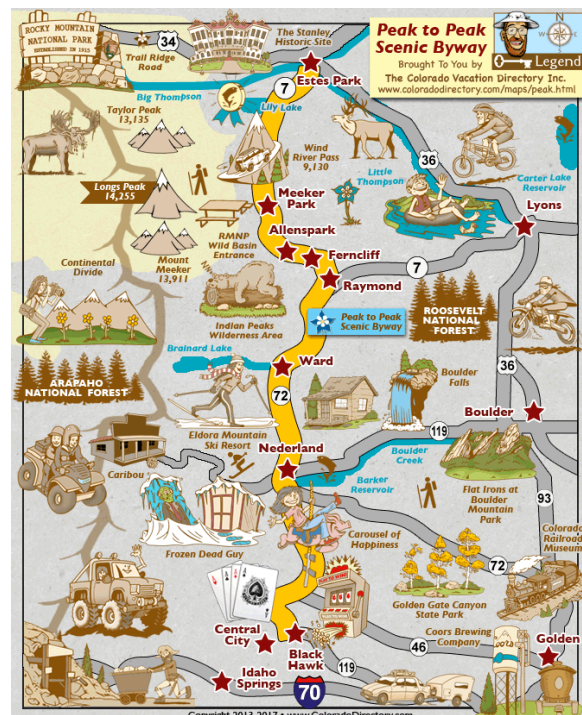 ROCKY MOUNTAIN
NATIONAL PARK
ESTABLISHED IN 1915
34
Trail Ridge
Road
The Stanley
Historic Site
Peak to Peak
Scenic Byway
Brought To You by
Legend
The Colorado Vacation Directory Inc.
www.coloradodirectory.com/maps/peak.html
N
W
E
S
Estes Park
Big Thompson
7
Lily Lake
Taylor Peak
13,135
Wind
River Pass
9,130
36
Little
Thompson
Carter Lake
Reservoir
Longs Peak
14,255
Meeker
Park
Lyons
Allenspark
RMNP
Wild Basin
Entrance
Ferncliff
Mount
Meeker
13,911
7
Raymond
Continental
Divide
Indian Peaks
Wilderness Area
Peak to Peak
Scenic Byway
ROOSEVELT
NATIONAL
FOREST
Brainard Lake
Ward
36
ARAPAHO
NATIONAL FOREST
72
Boulder
Falls
Boulder
119
Eldora Mountain
Ski Resort
Nederland
Caribou
Boulder
Creek
Barker
Reservoir
Flat Irons at
Boulder
Mountain
Park
93
Frozen Dead Guy
Carousel of
Happiness
Colorado
Railroad
Museum
72
Golden Gate Canyon
State Park
Central
City
Black
Hawk
46
Coors Brewing
Company
Coors
Golden
Idaho
Springs
119
70
Copyright 2013-2017 • www.ColoradoDirectory.com